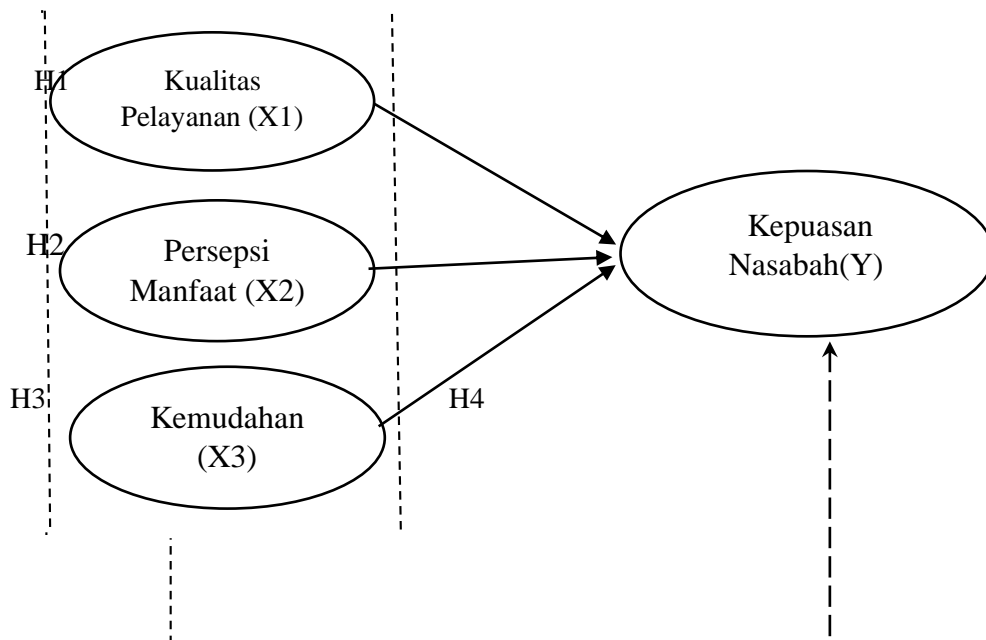 H1
Kualitas
Pelayanan (X1)
H2
Persepsi
Manfaat (X2)
H3
Kemudahan
(X3)
H4
Kepuasan
Nasabah(Y)